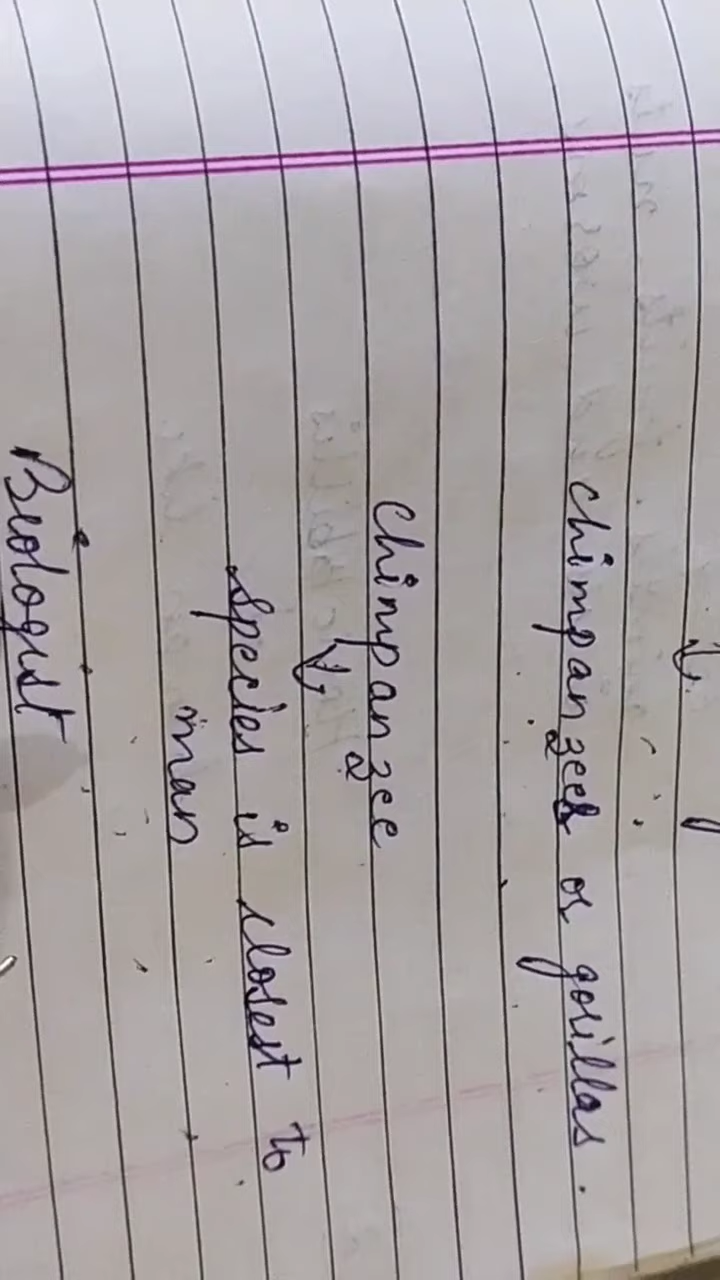 chimpanzees or gorillas.
Chimpanzee
↓
Species is closest to
man
Biologist